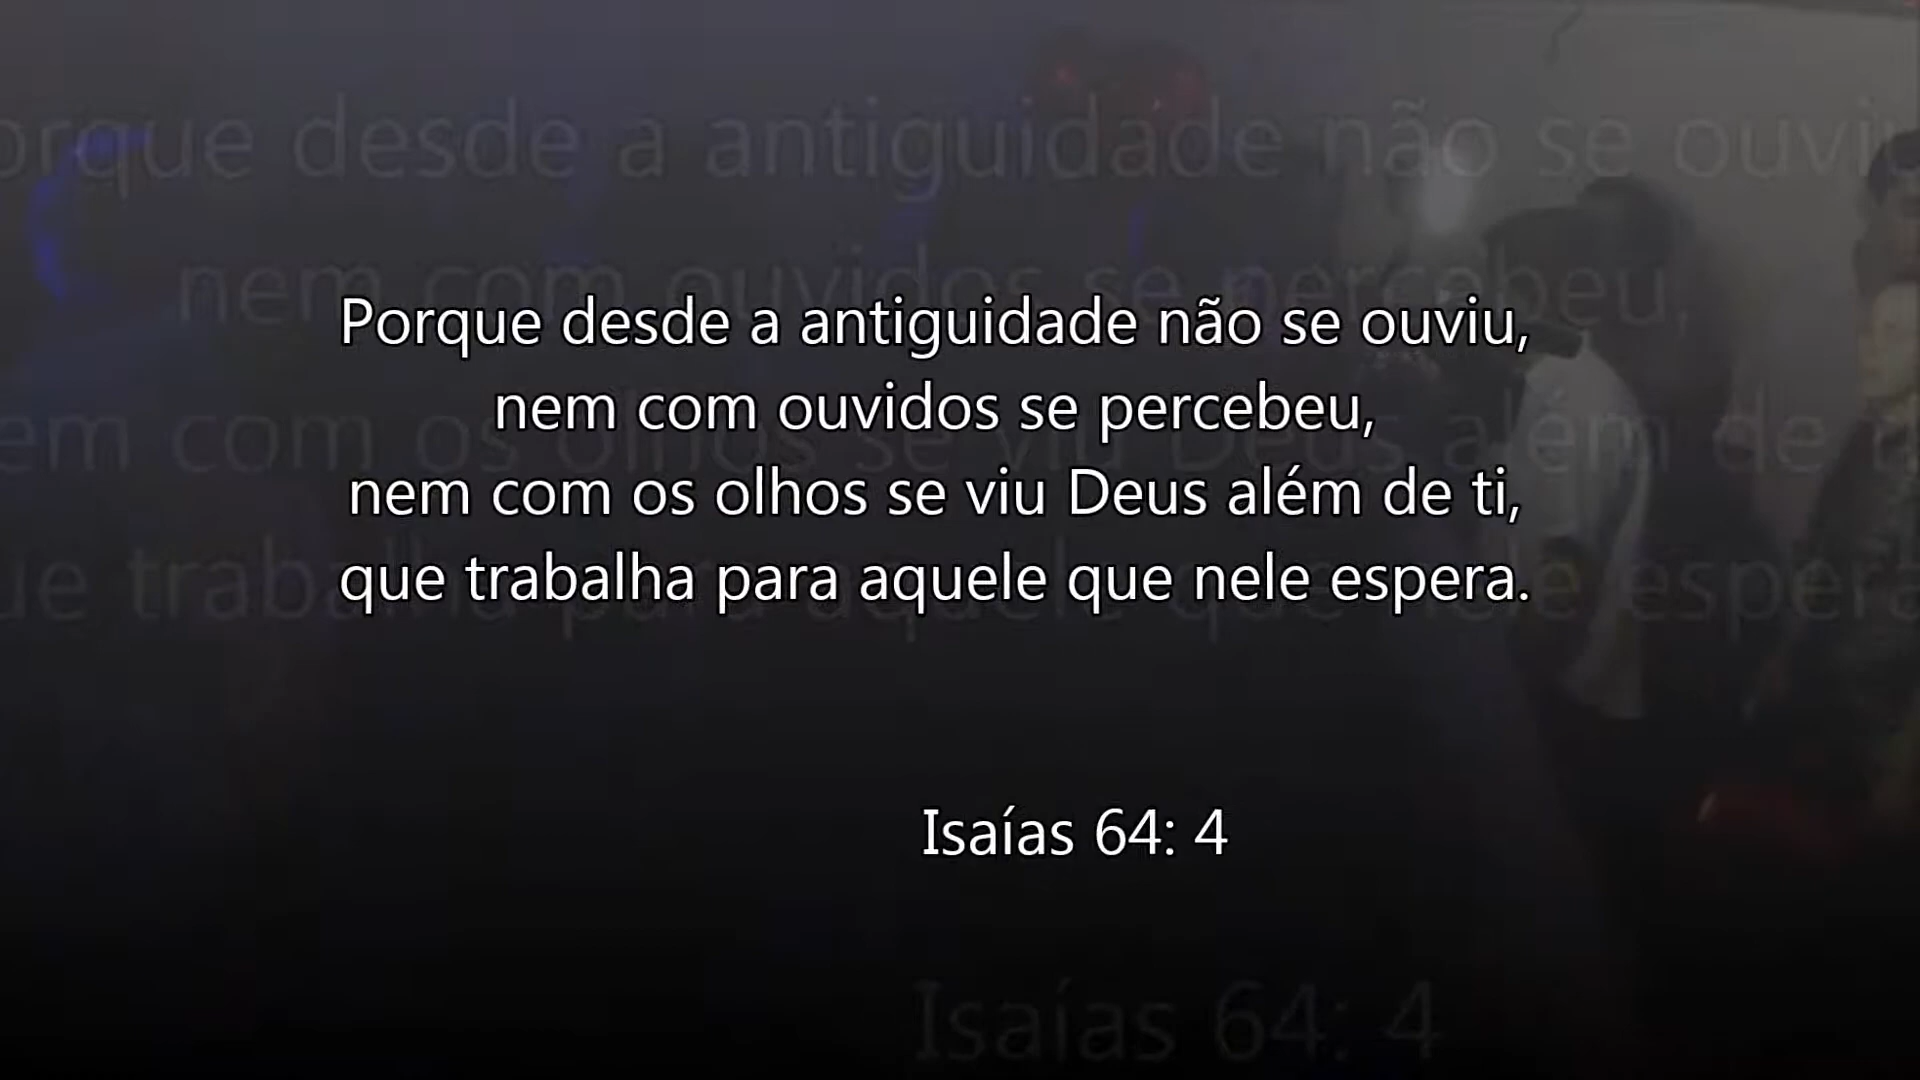 Porque desde a antiguidade não se ouviu,
nem com ouvidos se percebeu,
nem com os olhos se viu Deus além de ti,
que trabalha para aquele que nele espera.
Isaías 64: 4